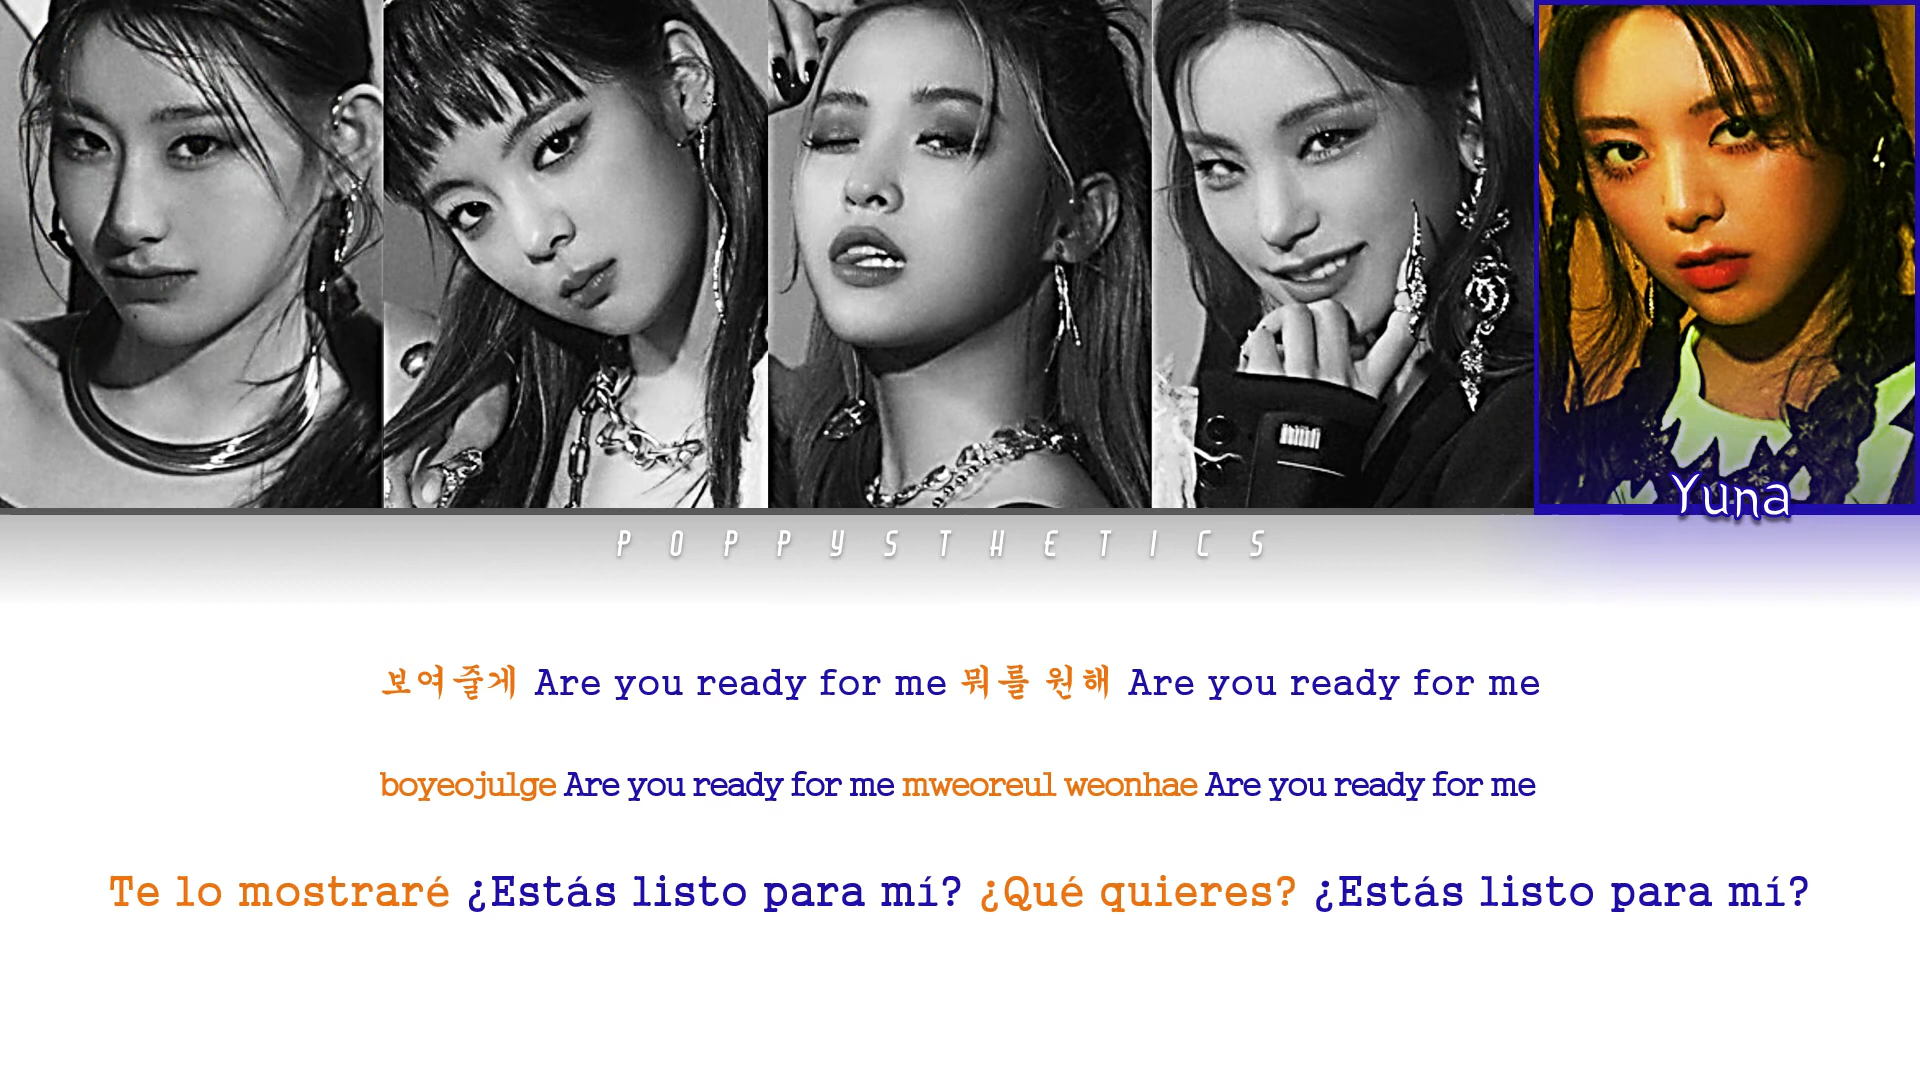 Yuna
POPPYSTHETICS
보여줄게 Are you ready for me 뭐를 원해 Are you ready for me
boyeojulge Are you ready for me mweoreul weonhae Are you ready for me
Te lo mostraré ¿Estás listo para mí? ¿Qué quieres? ¿Estás listo para mí?